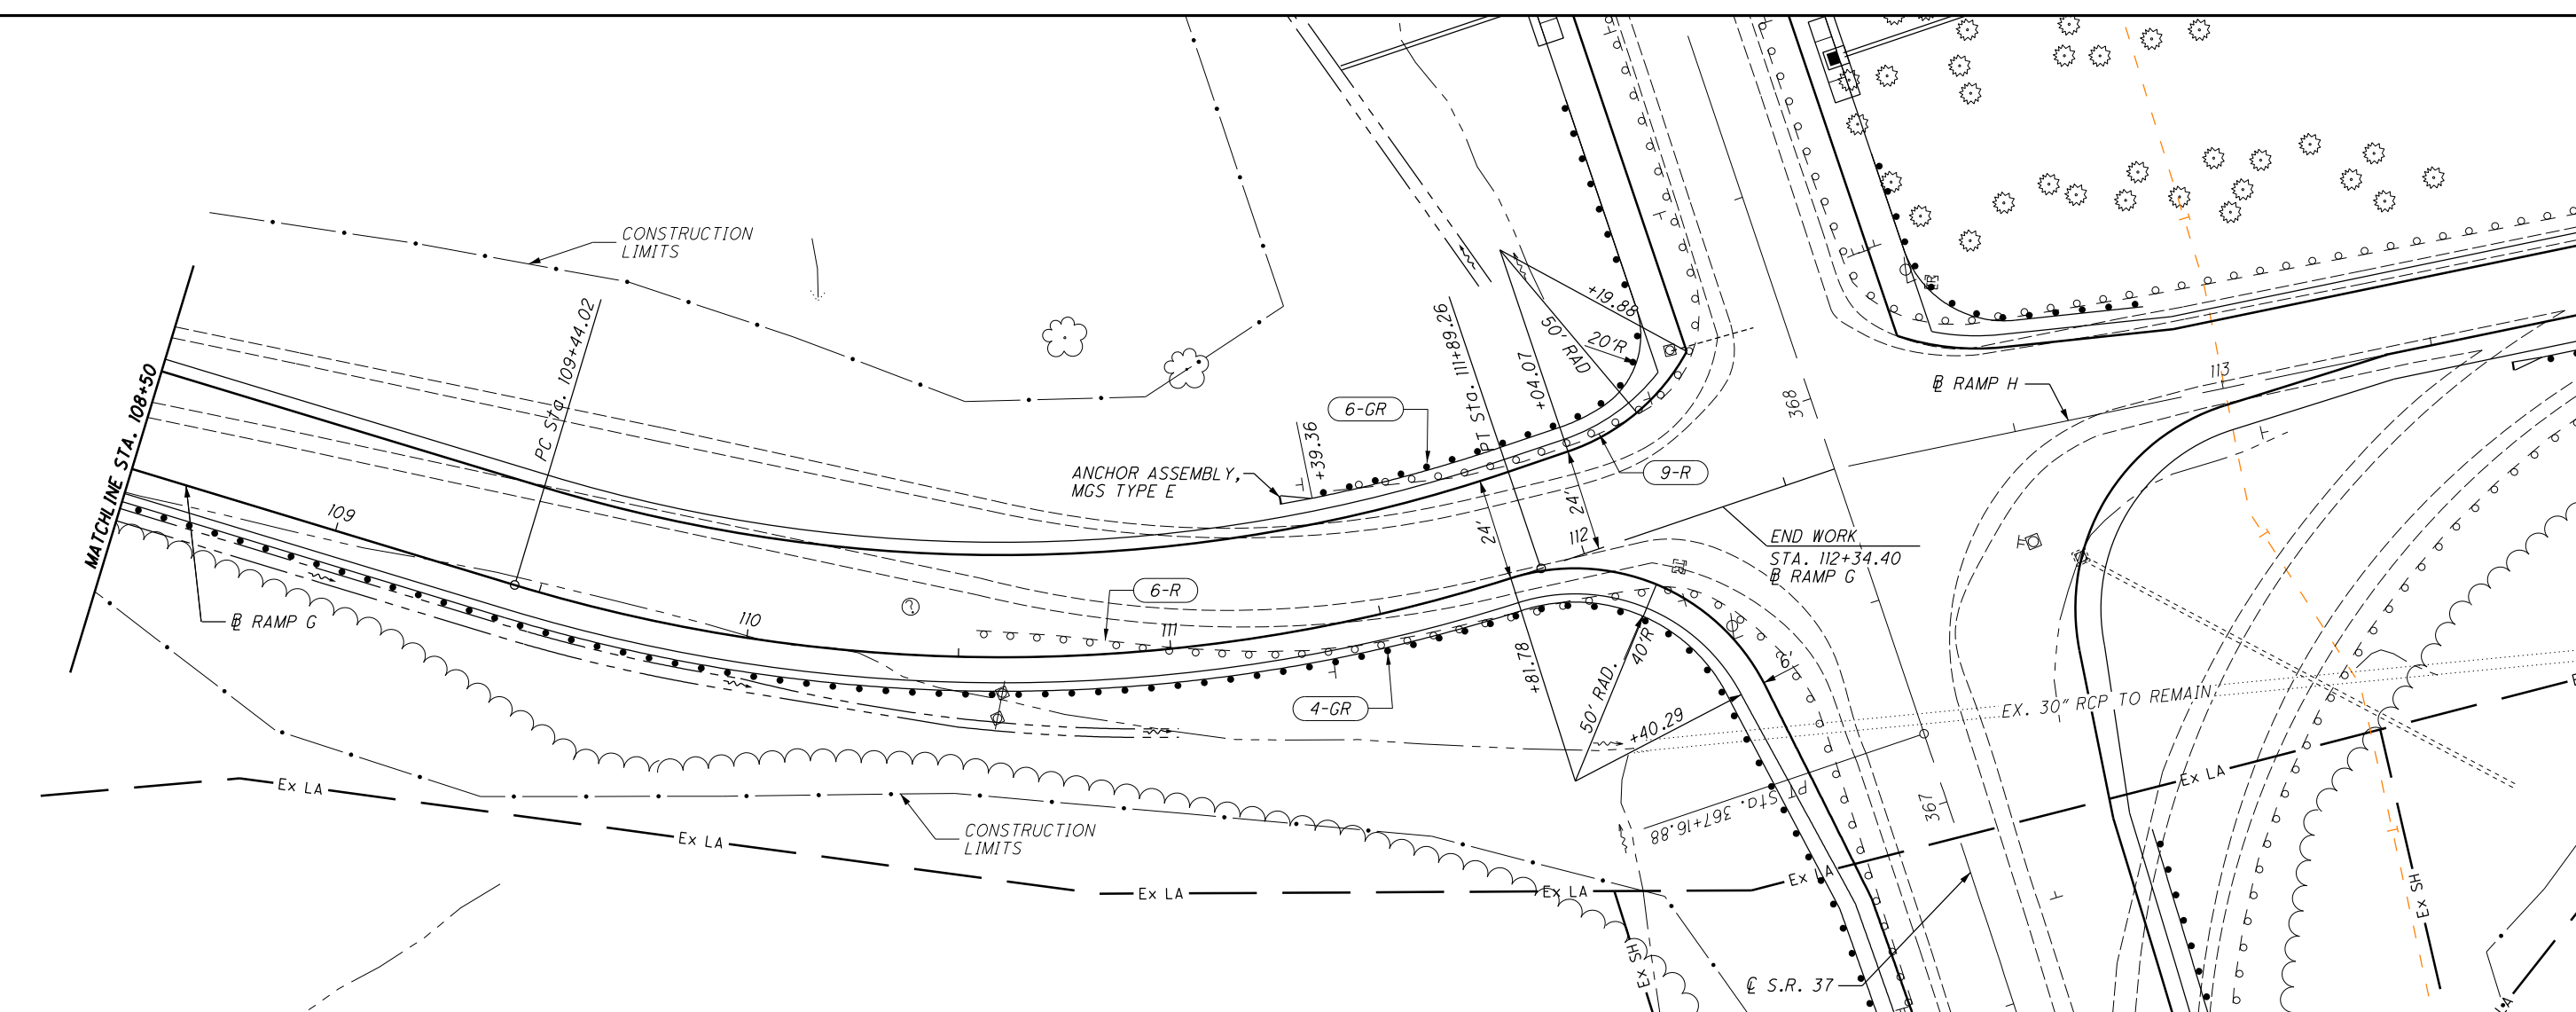 CONSTRUCTION
LIMITS
MATCHLINE STA. 108+50
PC Sta. 109+44.02
109
110
111
112
113
℄ RAMP G
ANCHOR ASSEMBLY,
MGS TYPE E
+39.36
6-GR
PT Sta. 111+89.26
+04.07
50' RAD
+19.88
20'R
9-R
24'
24'
6-R
4-GR
+81.78
50' RAD.
40'R
+40.29
6'
END WORK
STA. 112+34.40
℄ RAMP G
368
367
℄ RAMP H
EX. 30" RCP TO REMAIN
PT Sta. 367+16.88
℄ S.R. 37
CONSTRUCTION
LIMITS
Ex LA
Ex LA
Ex LA
Ex LA
Ex LA
Ex LA
Ex SH
Ex SH
TR
TR
T
T
T
T
T
?